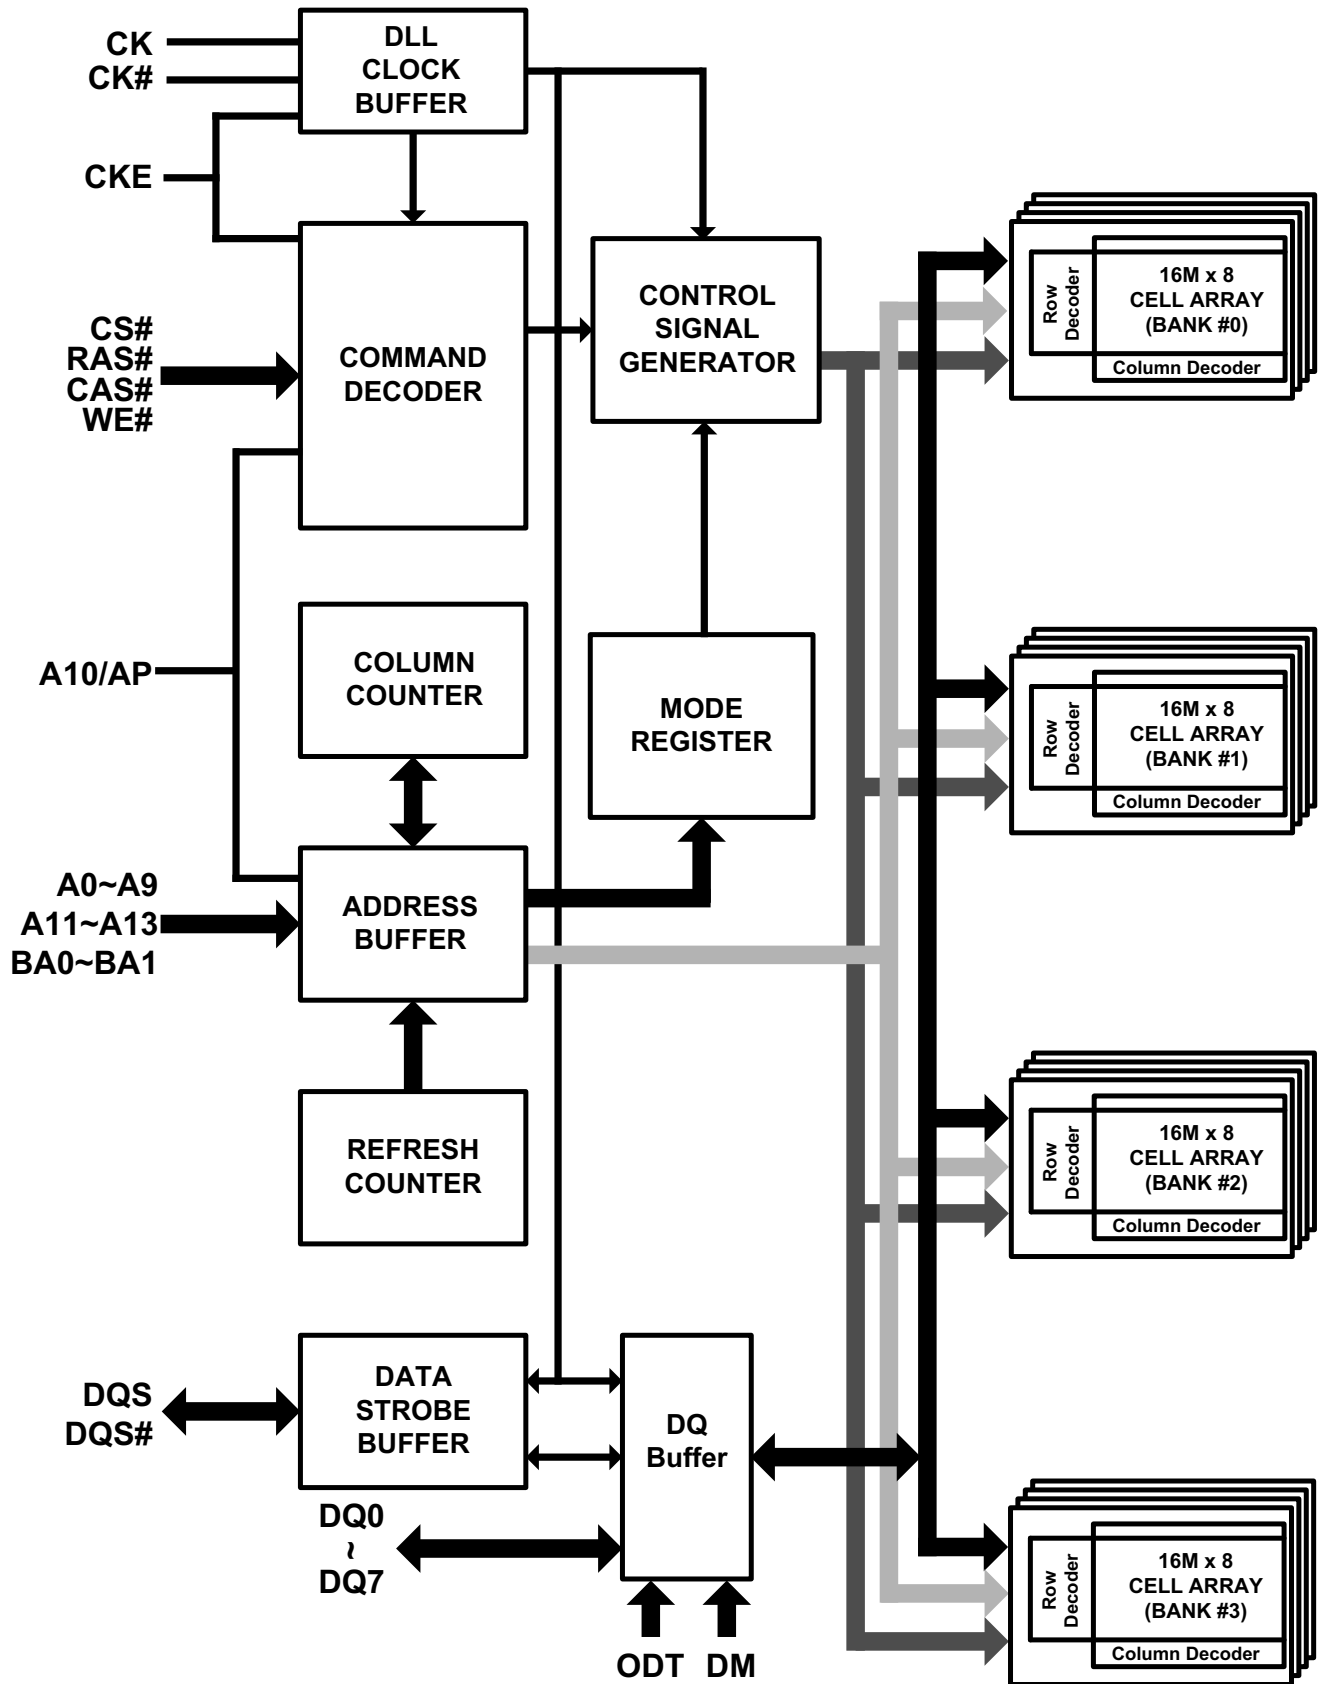 CK
CK#
CKE
DLL
CLOCK
BUFFER
CS#
RAS#
CAS#
WE#
COMMAND
DECODER
CONTROL
SIGNAL
GENERATOR
A10/AP
COLUMN
COUNTER
MODE
REGISTER
A0~A9
A11~A13
BA0~BA1
ADDRESS
BUFFER
REFRESH
COUNTER
DQS
DQS#
DATA
STROBE
BUFFER
DQ
Buffer
DQ0
~
DQ7
ODT DM
Row
Decoder
16M x 8
CELL ARRAY
(BANK #0)
Column Decoder
Row
Decoder
16M x 8
CELL ARRAY
(BANK #1)
Column Decoder
Row
Decoder
16M x 8
CELL ARRAY
(BANK #2)
Column Decoder
Row
Decoder
16M x 8
CELL ARRAY
(BANK #3)
Column Decoder